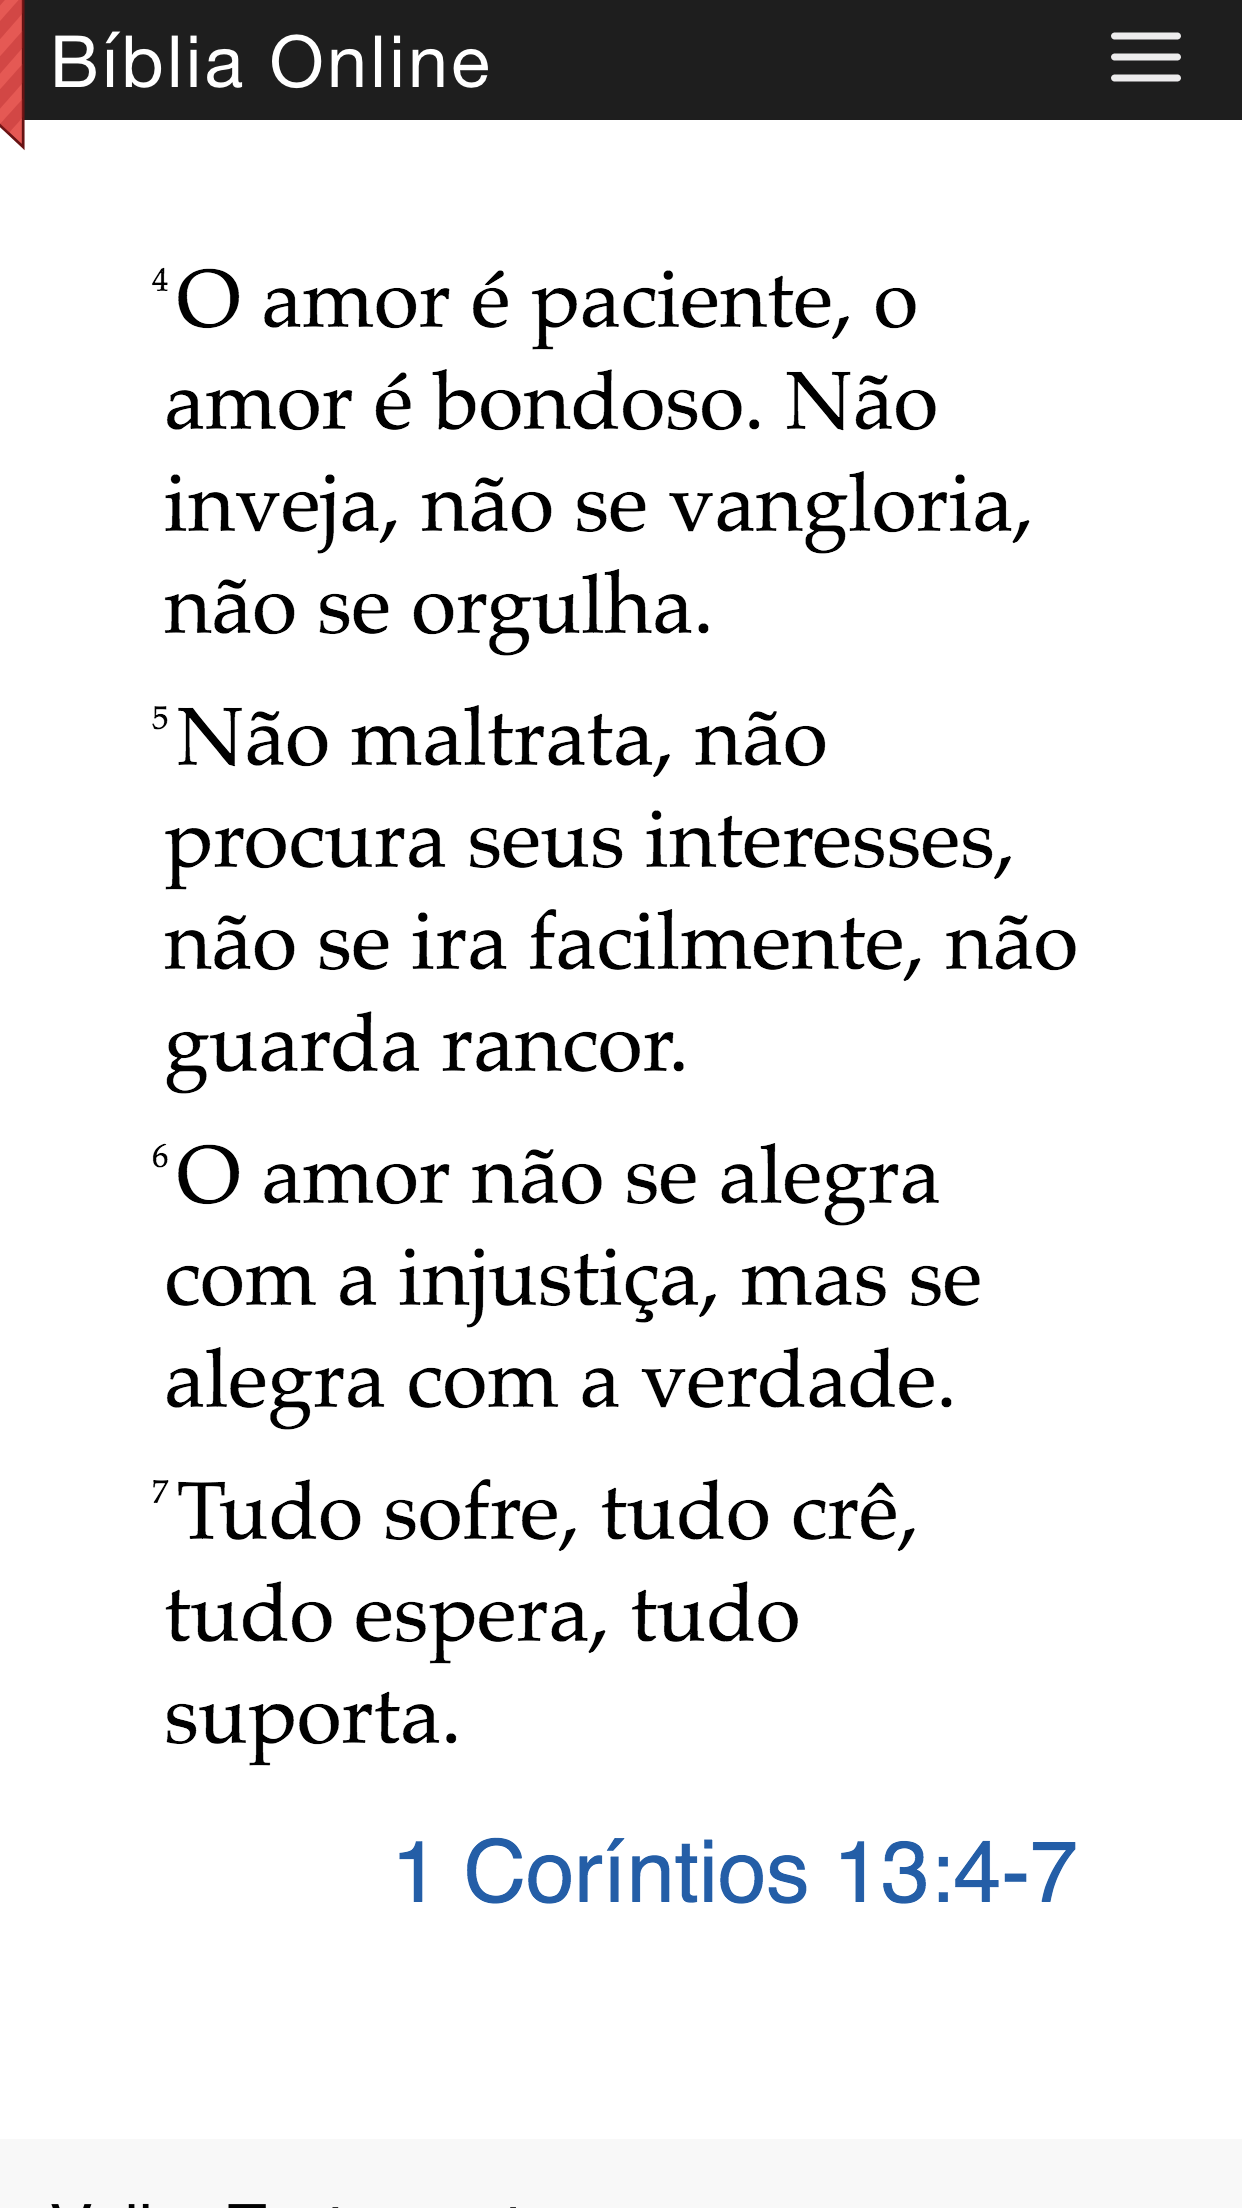 Bíblia Online
4 O amor é paciente, o
amor é bondoso. Não
inveja, não se vangloria,
não se orgulha.
5 Não maltrata, não
procura seus interesses,
não se ira facilmente, não
guarda rancor.
6 O amor não se alegra
com a injustiça, mas se
alegra com a verdade.
7 Tudo sofre, tudo crê,
tudo espera, tudo
suporta.
1 Coríntios 13:4-7